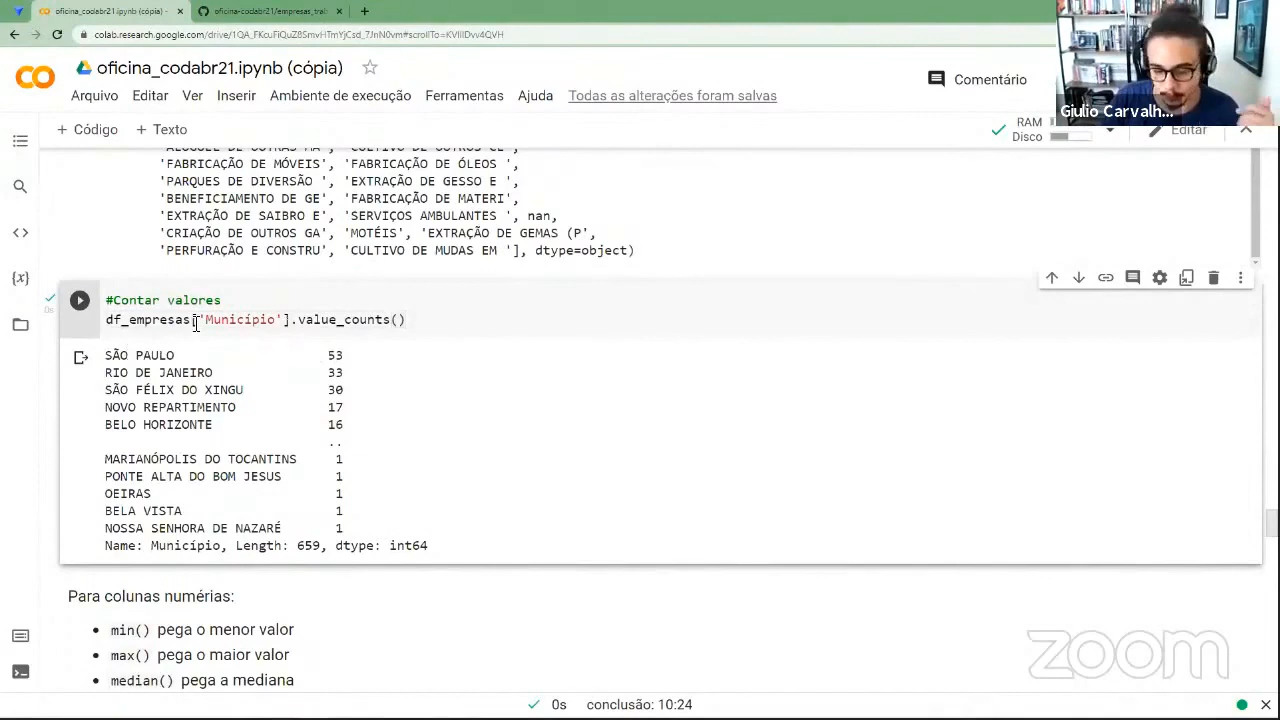 oficina_codabr21.ipynb (cópia) -
oficina-codabr21/empresas_tral
colab.research.google.com/drive/1QA_FKcuFiQuZ8SmvHTmYjCsd_7JnN0vm#scrollTo=KVIIIDvv4QVH
CO
oficina_codabr21.ipynb (cópia)
Comentário
Arquivo Editar Ver Inserir Ambiente de execução Ferramentas Ajuda Todas as alterações foram salvas
Giulio Carvalh...
+ Código + Texto
RAM
Disco
Editar
'FABRICAÇÃO DE MÓVEIS', 'FABRICAÇÃO DE ÓLEOS ',
'PARQUES DE DIVERSÃO ', 'EXTRAÇÃO DE GESSO E ',
'BENEFICIAMENTO DE GE', 'FABRICAÇÃO DE MATERI',
'EXTRAÇÃO DE SAIBRO E', 'SERVIÇOS AMBULANTES ', nan,
'CRIAÇÃO DE OUTROS GA', 'MOTÉIS', 'EXTRAÇÃO DE GEMAS (P',
'PERFURAÇÃO E CONSTRU', 'CULTIVO DE MUDAS EM '], dtype=object)
#Contar valores
df_empresas['Município'].value_counts()
0s
SÃO PAULO 53
RIO DE JANEIRO 33
SÃO FÉLIX DO XINGU 30
NOVO REPARTIMENTO 17
BELO HORIZONTE 16
..
MARIANÓPOLIS DO TOCANTINS 1
PONTE ALTA DO BOM JESUS 1
OEIRAS 1
BELA VISTA 1
NOSSA SENHORA DE NAZARÉ 1
Name: Município, Length: 659, dtype: int64
Para colunas numérias:
• min() pega o menor valor
• max() pega o maior valor
• median() pega a mediana
zoom
0s conclusão: 10:24